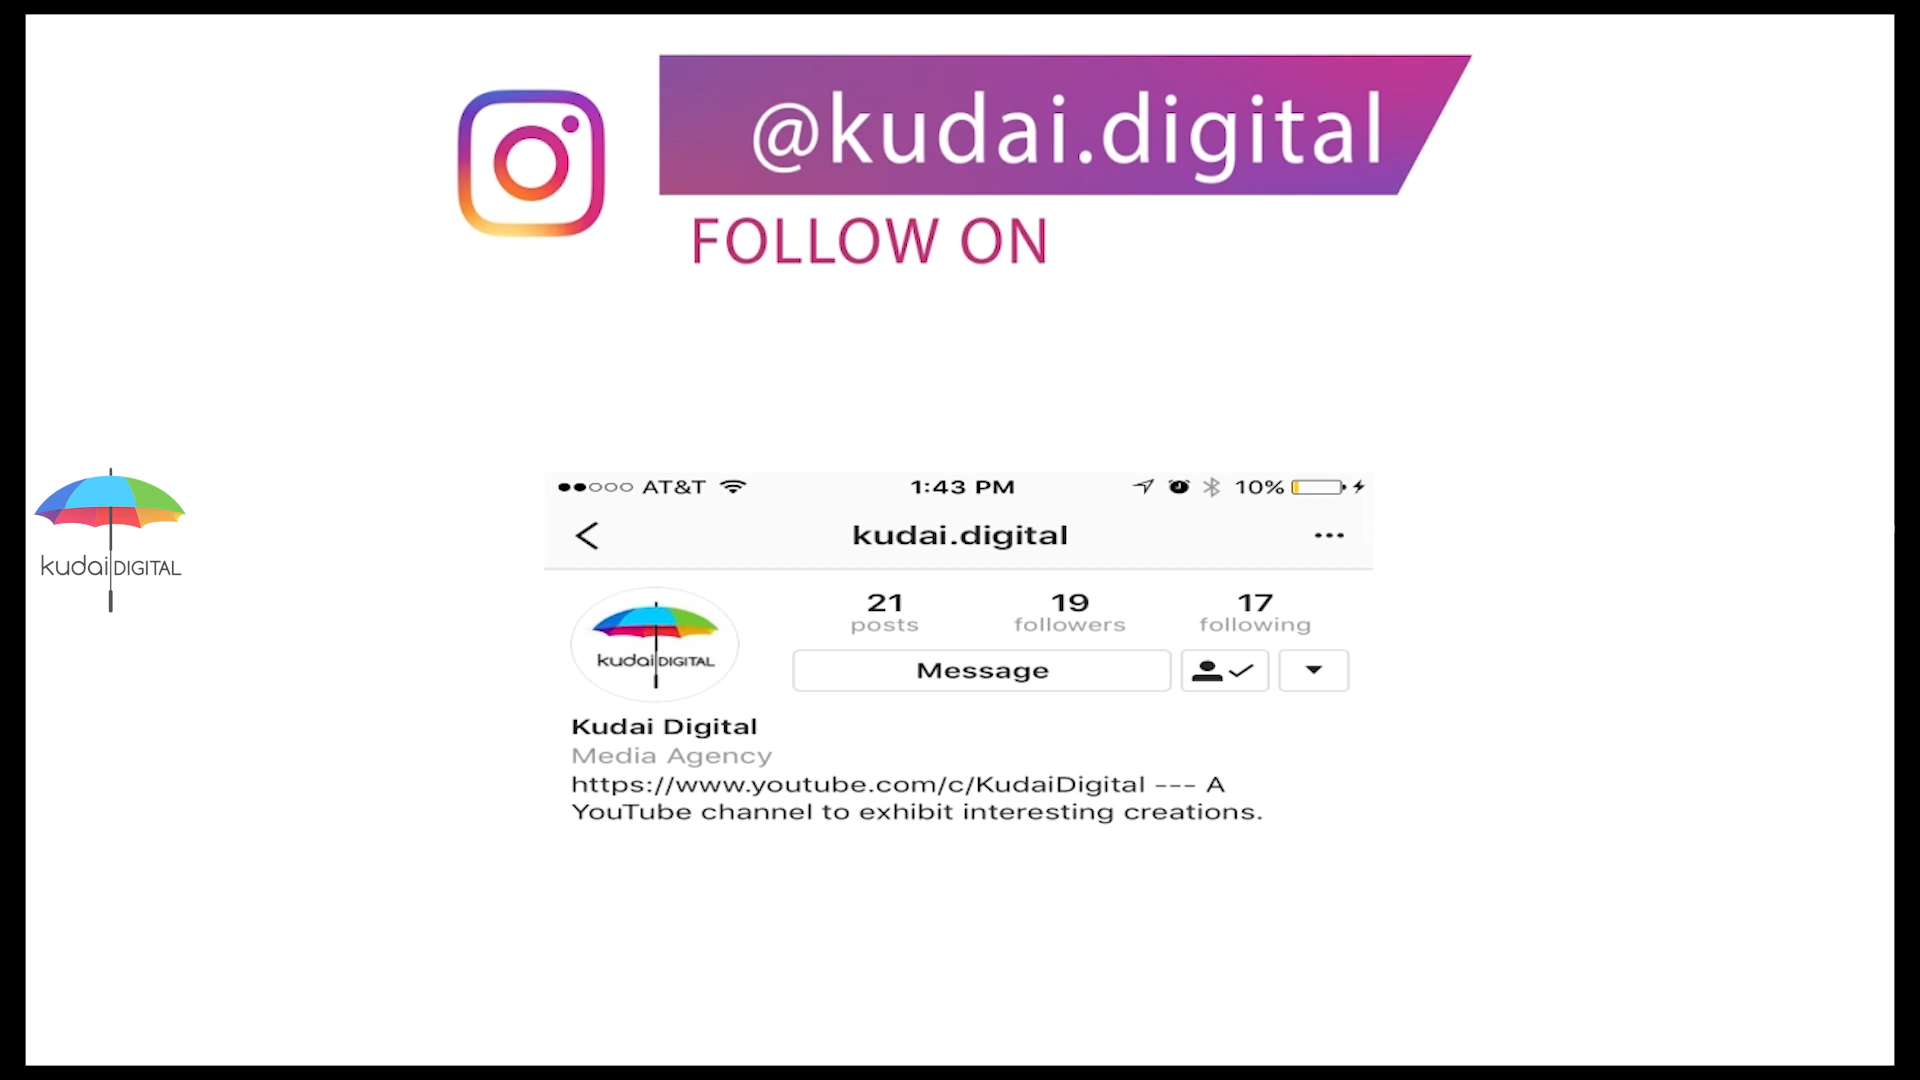 @kudai.digital
FOLLOW ON
kudai DIGITAL
AT&T 1:43 PM 10%
kudai.digital
21 19 17
posts followers following
kudai DIGITAL
Message
Kudai Digital
Media Agency
https://www.youtube.com/c/KudaiDigital --- A
YouTube channel to exhibit interesting creations.